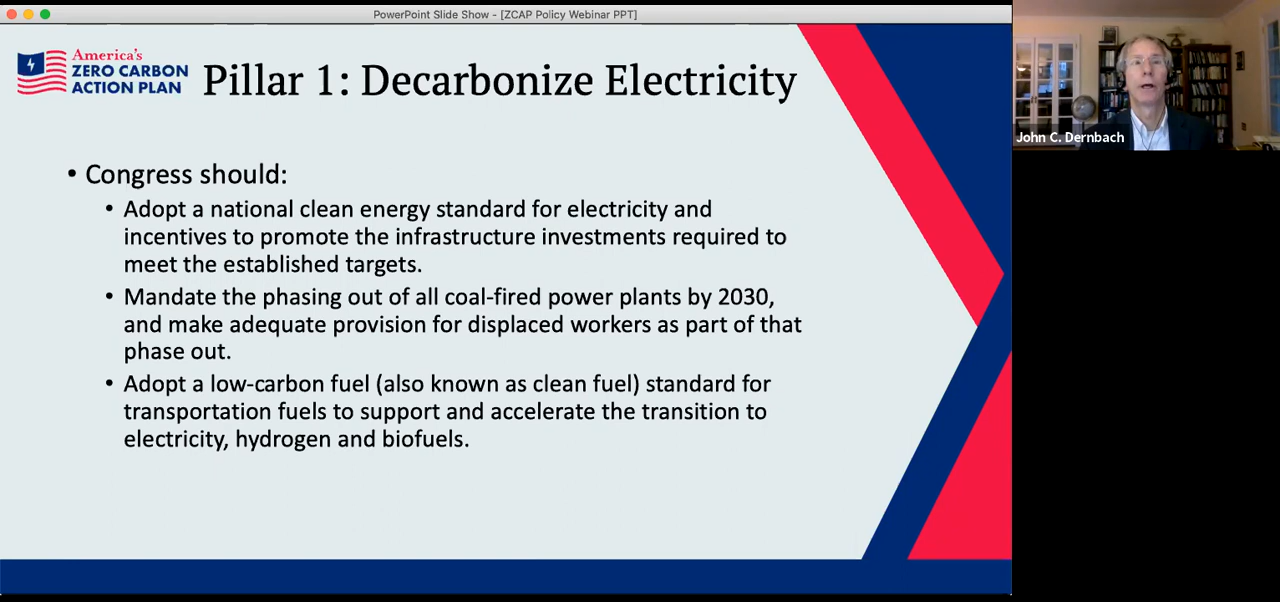 PowerPoint Slide Show - [ZCAP Policy Webinar PPT]
America's
ZERO CARBON
ACTION PLAN
Pillar 1: Decarbonize Electricity
• Congress should:
• Adopt a national clean energy standard for electricity and
incentives to promote the infrastructure investments required to
meet the established targets.
• Mandate the phasing out of all coal-fired power plants by 2030,
and make adequate provision for displaced workers as part of that
phase out.
• Adopt a low-carbon fuel (also known as clean fuel) standard for
transportation fuels to support and accelerate the transition to
electricity, hydrogen and biofuels.
John C. Dernbach